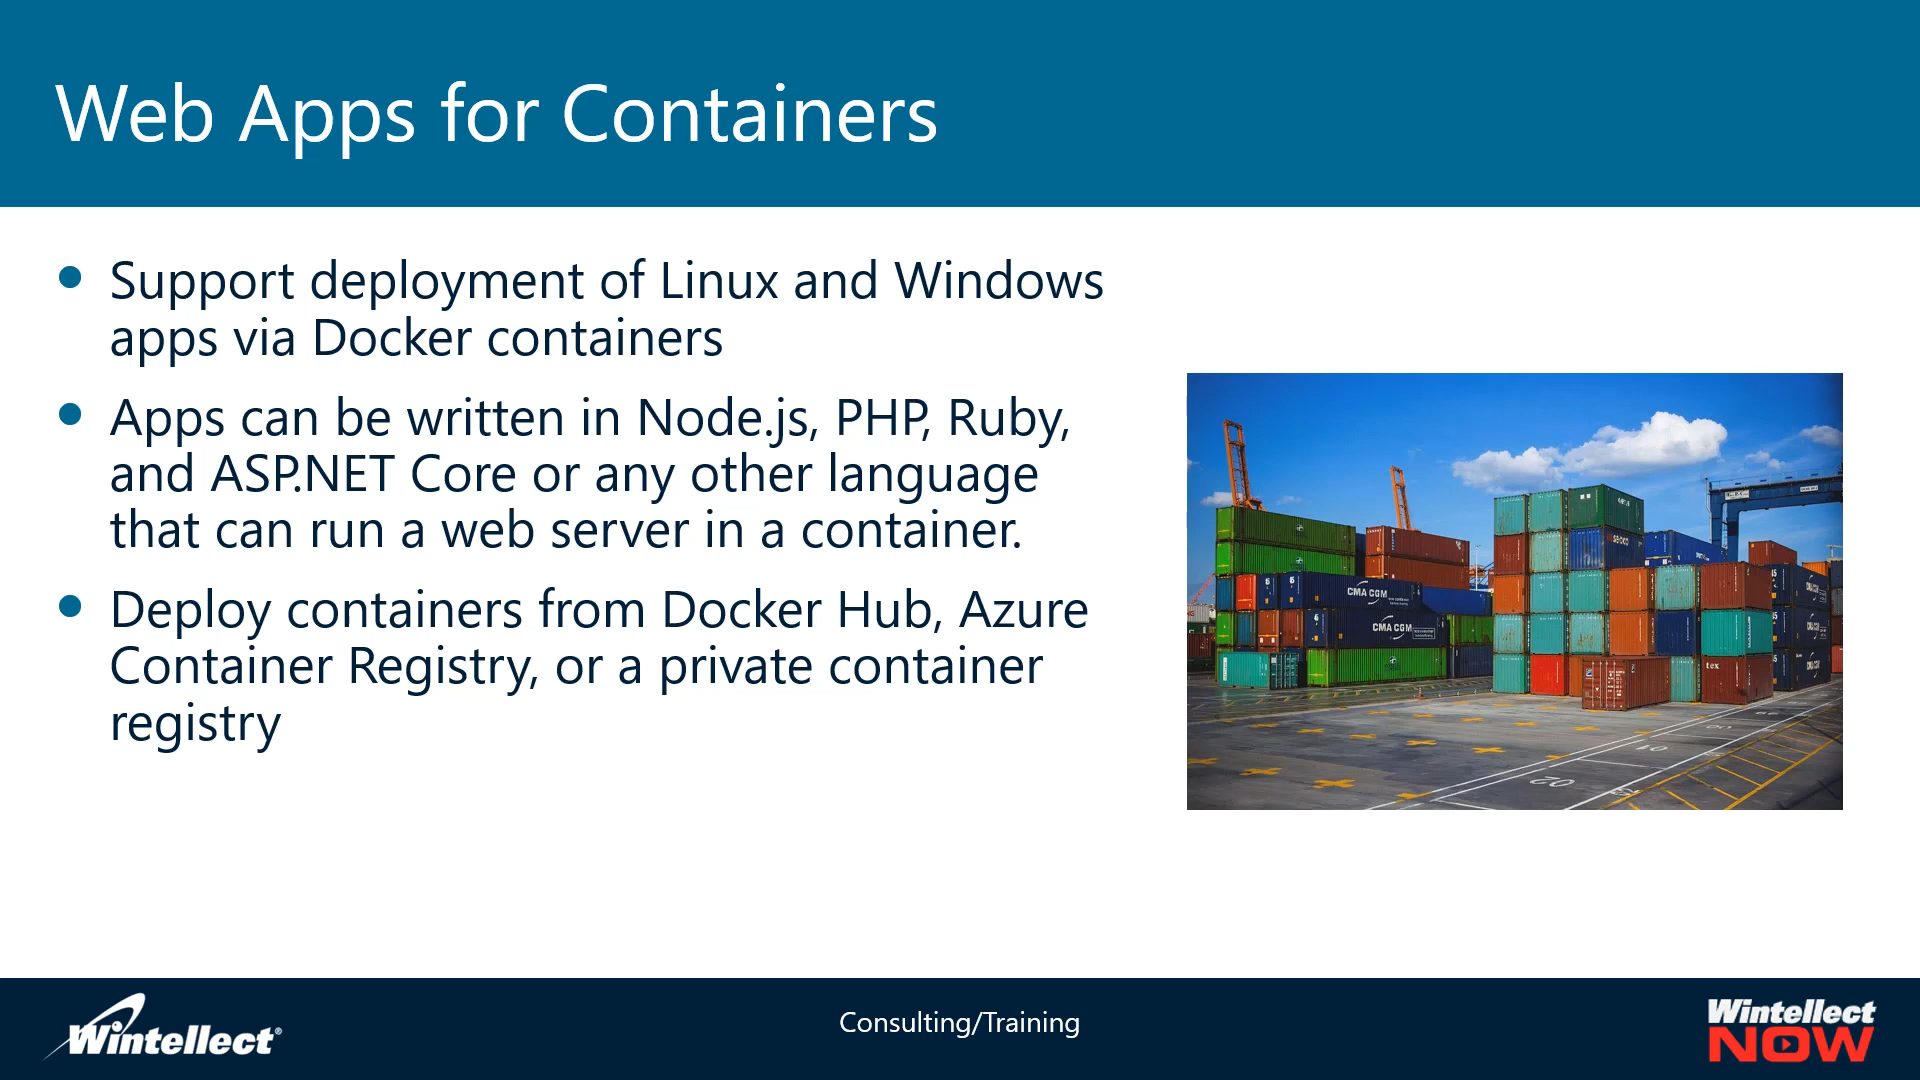 Web Apps for Containers
Support deployment of Linux and Windows
apps via Docker containers
Apps can be written in Node.js, PHP, Ruby,
and ASP.NET Core or any other language
that can run a web server in a container.
Deploy containers from Docker Hub, Azure
Container Registry, or a private container
registry
CMA CGM
CMA CGM
tex
02
Wintellect®
Consulting/Training
Wintellect
NOW